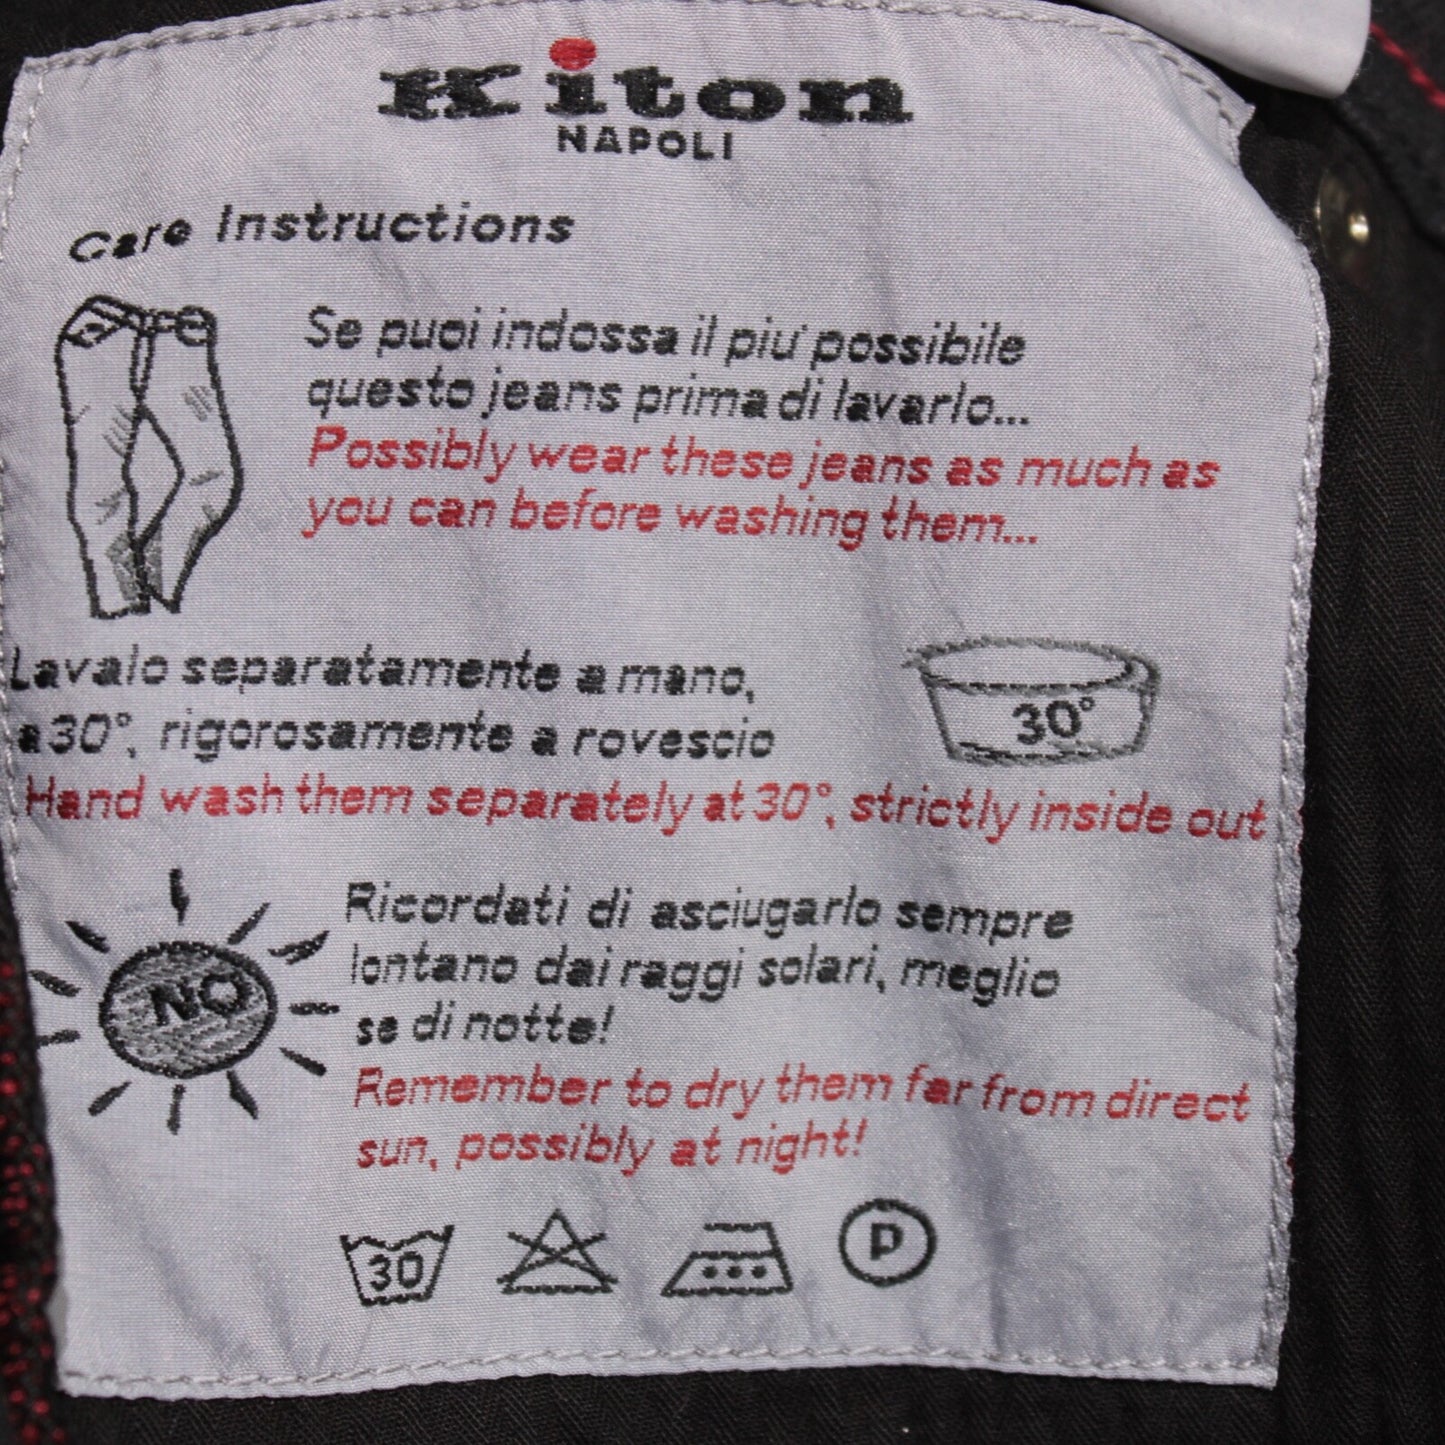 Kiton
NAPOLI
Care Instructions
Se puoi indossa il piu' possibile
questo jeans prima di lavarlo...
Possibly wear these jeans as much as
you can before washing them...
Lavalo separatamente a mano,
a 30°, rigorosamente a rovescio
30°
Hand wash them separately at 30°, strictly inside out
NO
Ricordati di asciugarlo sempre
lontano dai raggi solari, meglio
se di notte!
Remember to dry them far from direct
sun, possibly at night!
30 P